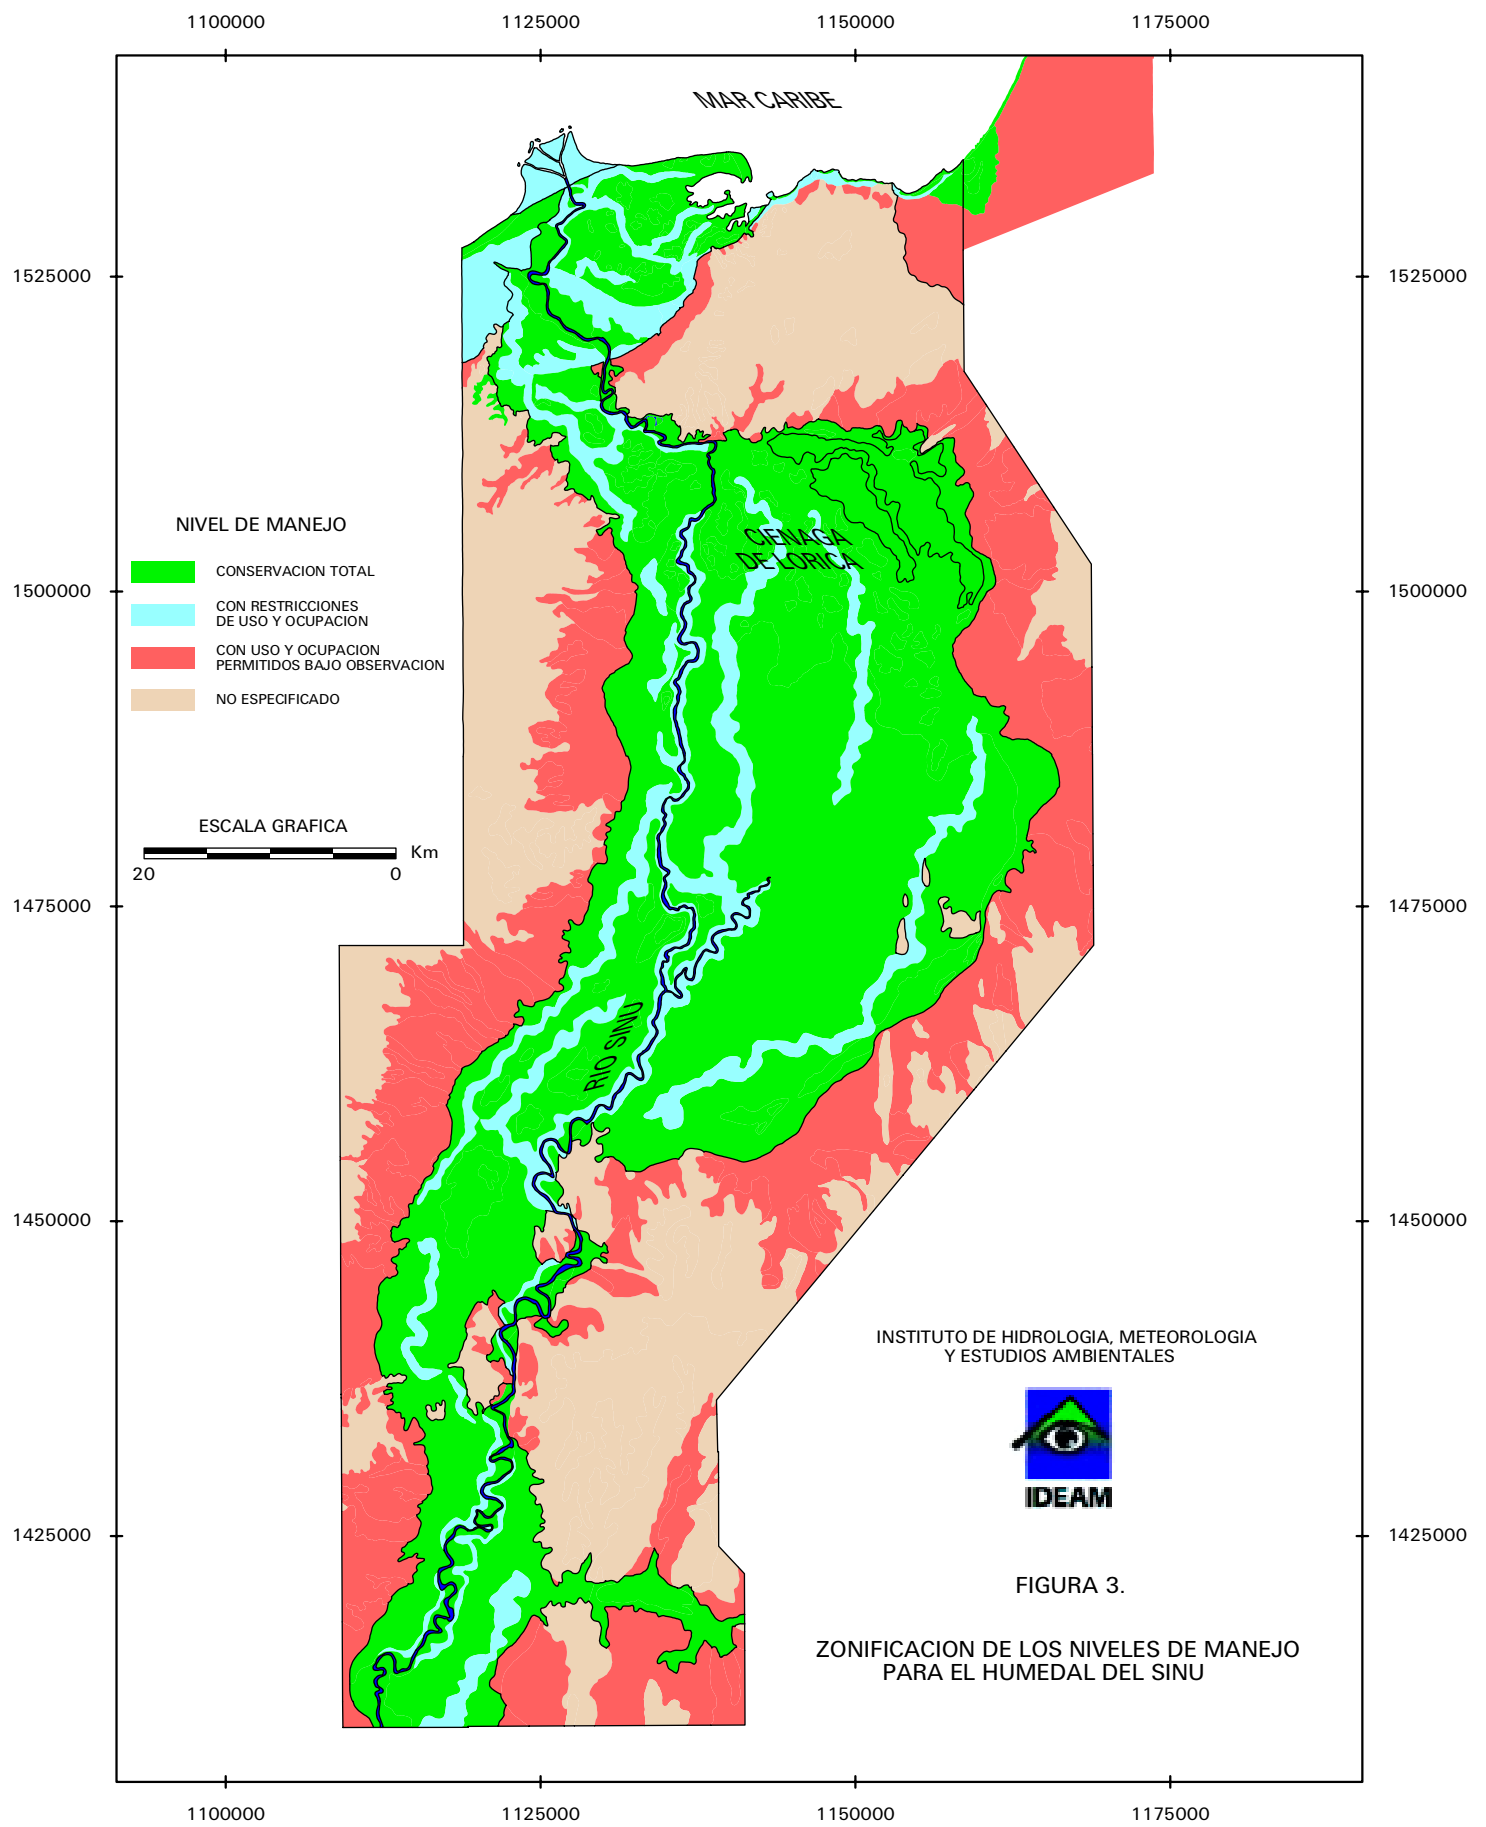 1100000 1125000 1150000 1175000
MAR CARIBE
1525000 1525000
NIVEL DE MANEJO
CONSERVACION TOTAL
CON RESTRICCIONES
DE USO Y OCUPACION
CON USO Y OCUPACION
PERMITIDOS BAJO OBSERVACION
NO ESPECIFICADO
CIENAGA
DE LORICA
1500000 1500000
ESCALA GRAFICA
Km
20 0
1475000 1475000
RIO SINU
1450000 1450000
INSTITUTO DE HIDROLOGIA, METEOROLOGIA
Y ESTUDIOS AMBIENTALES
IDEAM
1425000 1425000
FIGURA 3.
ZONIFICACION DE LOS NIVELES DE MANEJO
PARA EL HUMEDAL DEL SINU
1100000 1125000 1150000 1175000